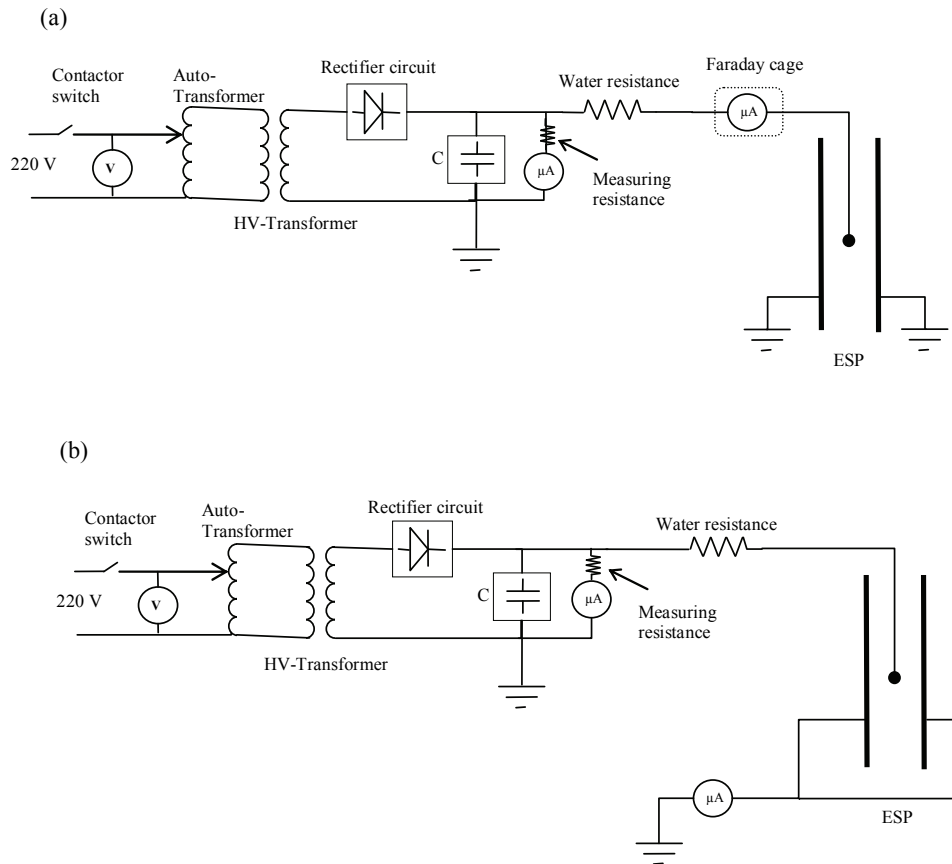 (a)
Rectifier circuit
Faraday cage
Contactor
switch
Auto-
Transformer
Water resistance
µA
220 V
V
C
µA
Measuring
resistance
HV-Transformer
ESP
(b)
Rectifier circuit
Contactor
switch
Auto-
Transformer
Water resistance
220 V
V
C
µA
Measuring
resistance
HV-Transformer
µA
ESP